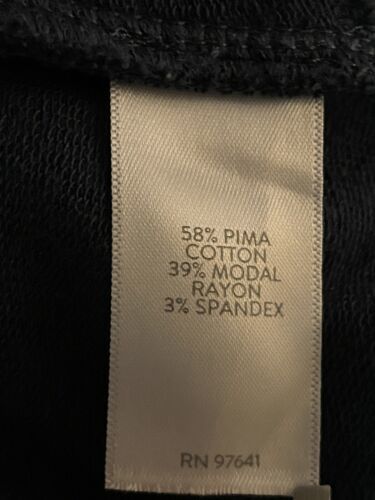 58% PIMA
COTTON
39% MODAL
RAYON
3% SPANDEX
RN 97641